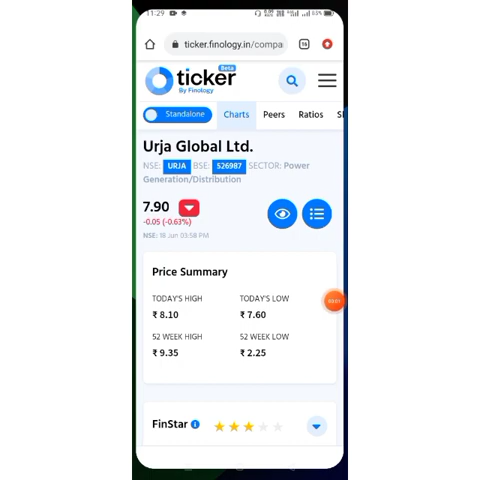 11:29
ticker.finology.in/compa
ticker
Beta
By Finology
Standalone Charts Peers Ratios
Urja Global Ltd.
NSE: URJA BSE: 526987 SECTOR: Power
Generation/Distribution
7.90
-0.05 (-0.63%)
NSE: 18 Jun 03:58 PM
Price Summary
TODAY'S HIGH TODAY'S LOW
₹ 8.10 ₹ 7.60
52 WEEK HIGH 52 WEEK LOW
₹ 9.35 ₹ 2.25
FinStar